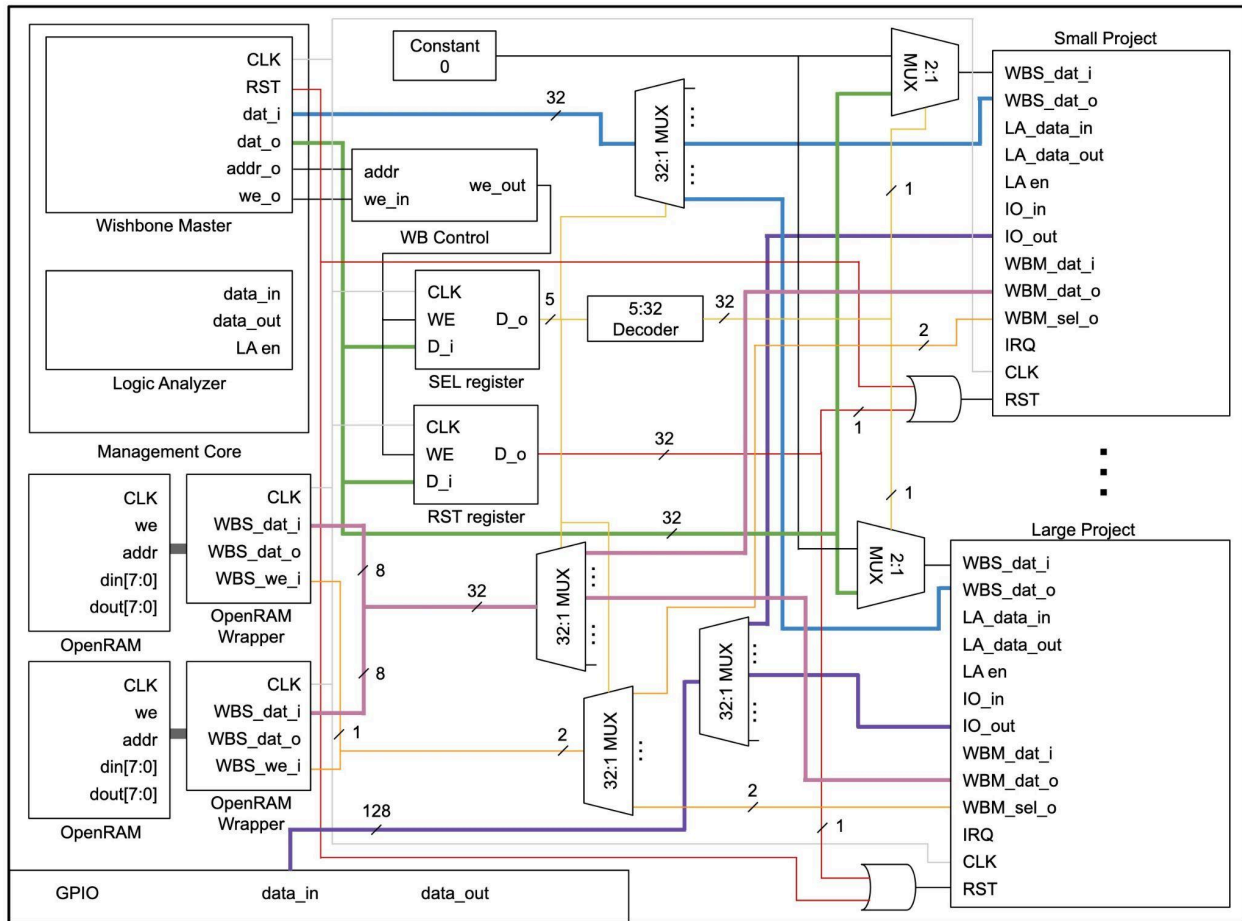 CLK
RST
dat_i
dat_o
addr_o
we_o
Wishbone Master
data_in
data_out
LA en
Logic Analyzer
Management Core
Constant
0
addr
we_in
we_out
WB Control
CLK
WE
D_i
D_o
SEL register
5
5:32
Decoder
32
CLK
WE
D_i
D_o
RST register
32
32
32
32:1 MUX
2:1
MUX
1
2
1
1
Small Project
WBS_dat_i
WBS_dat_o
LA_data_in
LA_data_out
LA en
IO_in
IO_out
WBM_dat_i
WBM_dat_o
WBM_sel_o
IRQ
CLK
RST
CLK
we
addr
din[7:0]
dout[7:0]
OpenRAM
CLK
WBS_dat_i
WBS_dat_o
WBS_we_i
OpenRAM
Wrapper
8
32
32:1 MUX
CLK
we
addr
din[7:0]
dout[7:0]
OpenRAM
CLK
WBS_dat_i
WBS_dat_o
WBS_we_i
OpenRAM
Wrapper
8
1
2
32:1 MUX
32:1 MUX
2
1
128
2:1
MUX
Large Project
WBS_dat_i
WBS_dat_o
LA_data_in
LA_data_out
LA en
IO_in
IO_out
WBM_dat_i
WBM_dat_o
WBM_sel_o
IRQ
CLK
RST
GPIO
data_in
data_out